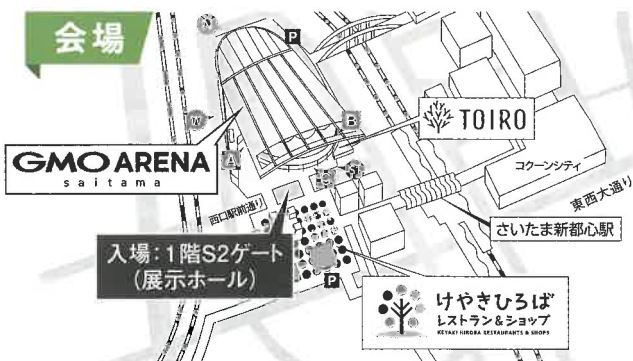 会場
P
TOIRO
B
GMO ARENA
saitama
A
コクーンシティ
西口駅前通り
東西大通り
さいたま新都心駅
入場：1階S2ゲート
（展示ホール）
P
けやきひろば
レストラン&ショップ
KEYAKI HIROBA RESTAURANTS & SHOPS